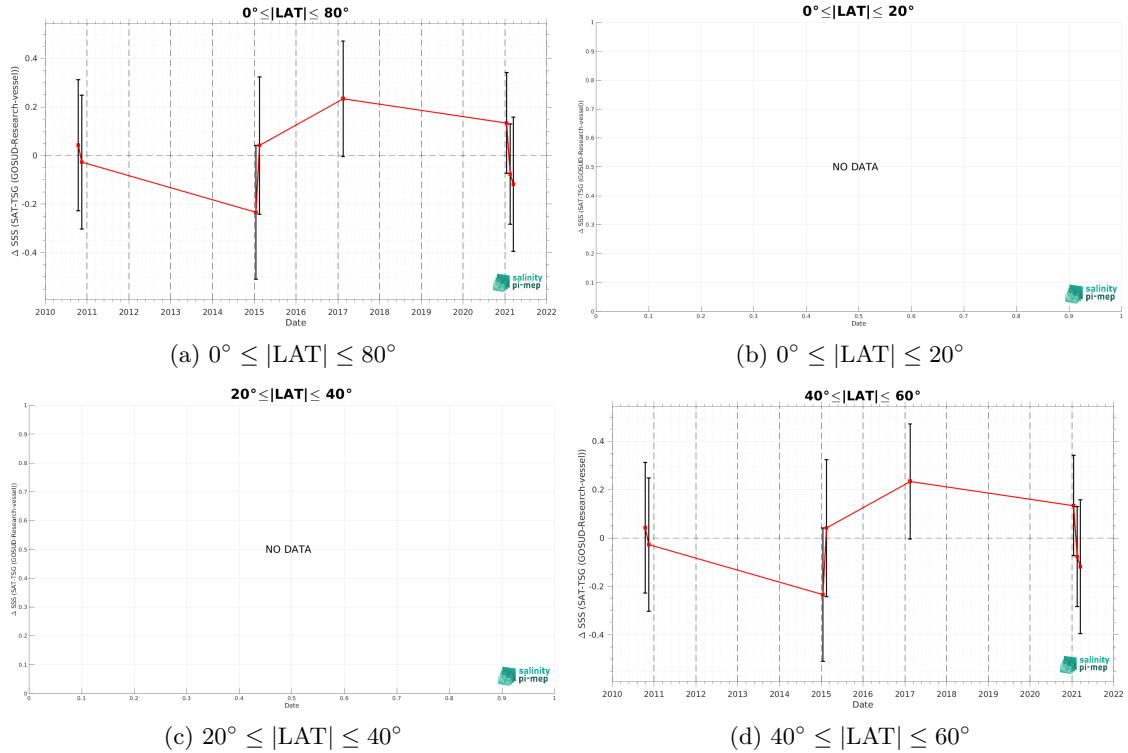 0°≤|LAT|≤ 80°
Δ SSS (SAT-TSG (GOSUD-Research-vessel))
0.4
0.2
0
-0.2
-0.4
2010 2011 2012 2013 2014 2015 2016 2017 2018 2019 2020 2021 2022
Date
salinity
pi-mep
(a) 0° ≤ |LAT| ≤ 80°
0°≤|LAT|≤ 20°
Δ SSS (SAT-TSG (GOSUD-Research-vessel))
1
0.9
0.8
0.7
0.6
0.5
0.4
0.3
0.2
0.1
0
NO DATA
0 0.1 0.2 0.3 0.4 0.5 0.6 0.7 0.8 0.9 1
Date
salinity
pi-mep
(b) 0° ≤ |LAT| ≤ 20°
20°≤|LAT|≤ 40°
Δ SSS (SAT-TSG (GOSUD-Research-vessel))
1
0.9
0.8
0.7
0.6
0.5
0.4
0.3
0.2
0.1
0
NO DATA
0 0.1 0.2 0.3 0.4 0.5 0.6 0.7 0.8 0.9 1
Date
salinity
pi-mep
(c) 20° ≤ |LAT| ≤ 40°
40°≤|LAT|≤ 60°
Δ SSS (SAT-TSG (GOSUD-Research-vessel))
0.4
0.2
0
-0.2
-0.4
2010 2011 2012 2013 2014 2015 2016 2017 2018 2019 2020 2021 2022
Date
salinity
pi-mep
(d) 40° ≤ |LAT| ≤ 60°